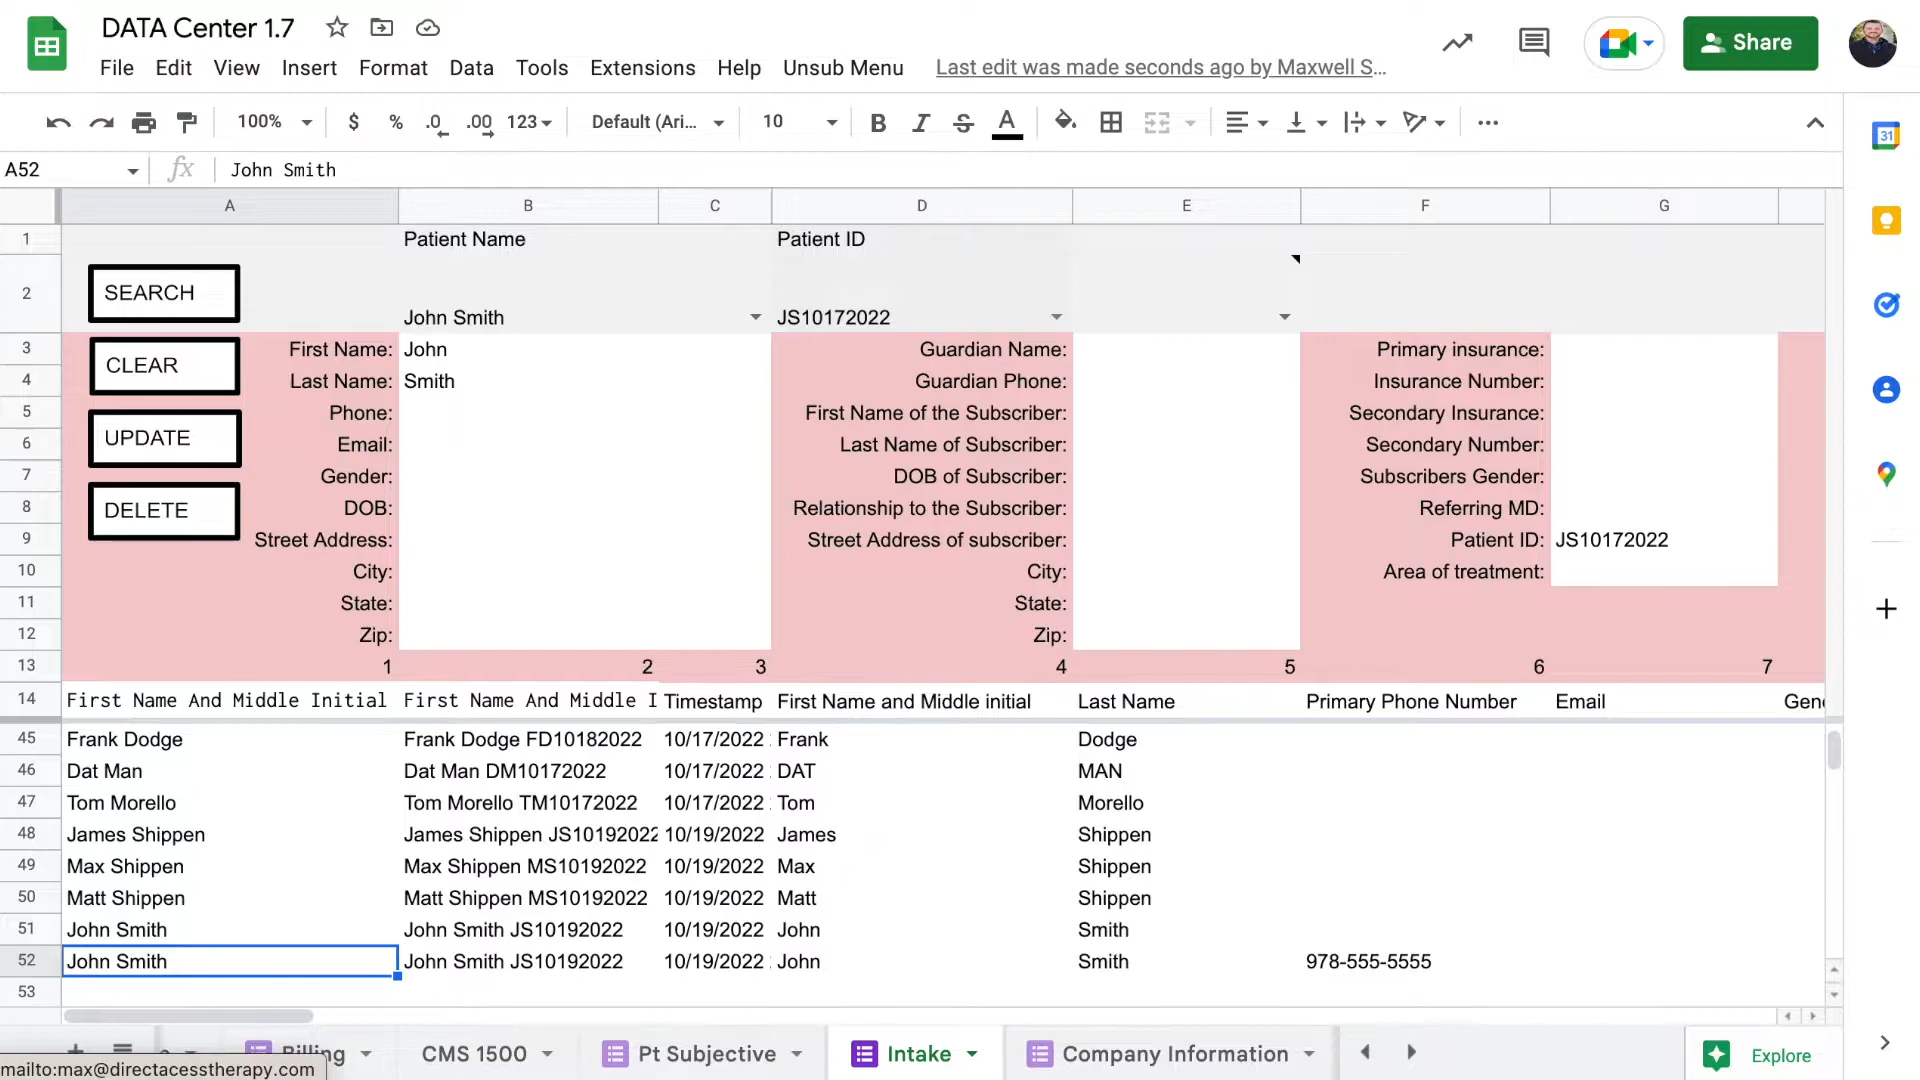 DATA Center 1.7
File Edit View Insert Format Data Tools Extensions Help Unsub Menu Last edit was made seconds ago by Maxwell S...
Share
100% $ % .0 .00 123 Default (Ari... 10 B I S A
31
A52 fx John Smith
A B C D E F G
1 Patient Name Patient ID
2 SEARCH John Smith JS10172022
3 First Name: John Guardian Name: Primary insurance:
CLEAR
4 Last Name: Smith Guardian Phone: Insurance Number:
5 Phone: First Name of the Subscriber: Secondary Insurance:
UPDATE
6 Email: Last Name of Subscriber: Secondary Number:
7 Gender: DOB of Subscriber: Subscribers Gender:
8 DELETE DOB: Relationship to the Subscriber: Referring MD:
9 Street Address: Street Address of subscriber: Patient ID: JS10172022
10 City: City: Area of treatment:
11 State: State:
12 Zip: Zip:
13 1 2 3 4 5 6 7
14 First Name And Middle Initial First Name And Middle I Timestamp First Name and Middle initial Last Name Primary Phone Number Email Gen
45 Frank Dodge Frank Dodge FD10182022 10/17/2022 Frank Dodge
46 Dat Man Dat Man DM10172022 10/17/2022 DAT MAN
47 Tom Morello Tom Morello TM10172022 10/17/2022 Tom Morello
48 James Shippen James Shippen JS10192022 10/19/2022 James Shippen
49 Max Shippen Max Shippen MS10192022 10/19/2022 Max Shippen
50 Matt Shippen Matt Shippen MS10192022 10/19/2022 Matt Shippen
51 John Smith John Smith JS10192022 10/19/2022 John Smith
52 John Smith John Smith JS10192022 10/19/2022 John Smith 978-555-5555
53
Billing CMS 1500 Pt Subjective Intake Company Information Explore
mailto:max@directacesstherapy.com